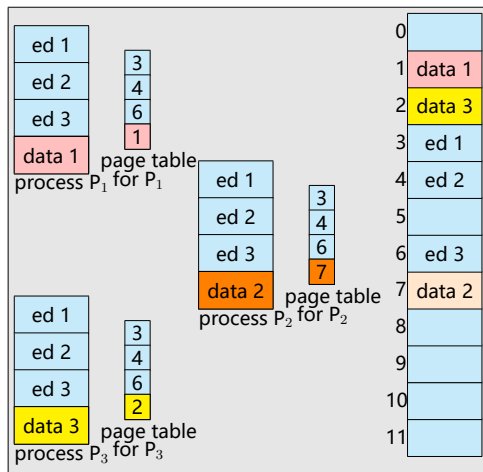 ed 1
ed 2
ed 3
data 1
process P₁
3
4
6
1
page table
for P₁
ed 1
ed 2
ed 3
data 2
process P₂
3
4
6
7
page table
for P₂
ed 1
ed 2
ed 3
data 3
process P₃
3
4
6
2
page table
for P₃
0
1 data 1
2 data 3
3 ed 1
4 ed 2
5
6 ed 3
7 data 2
8
9
10
11